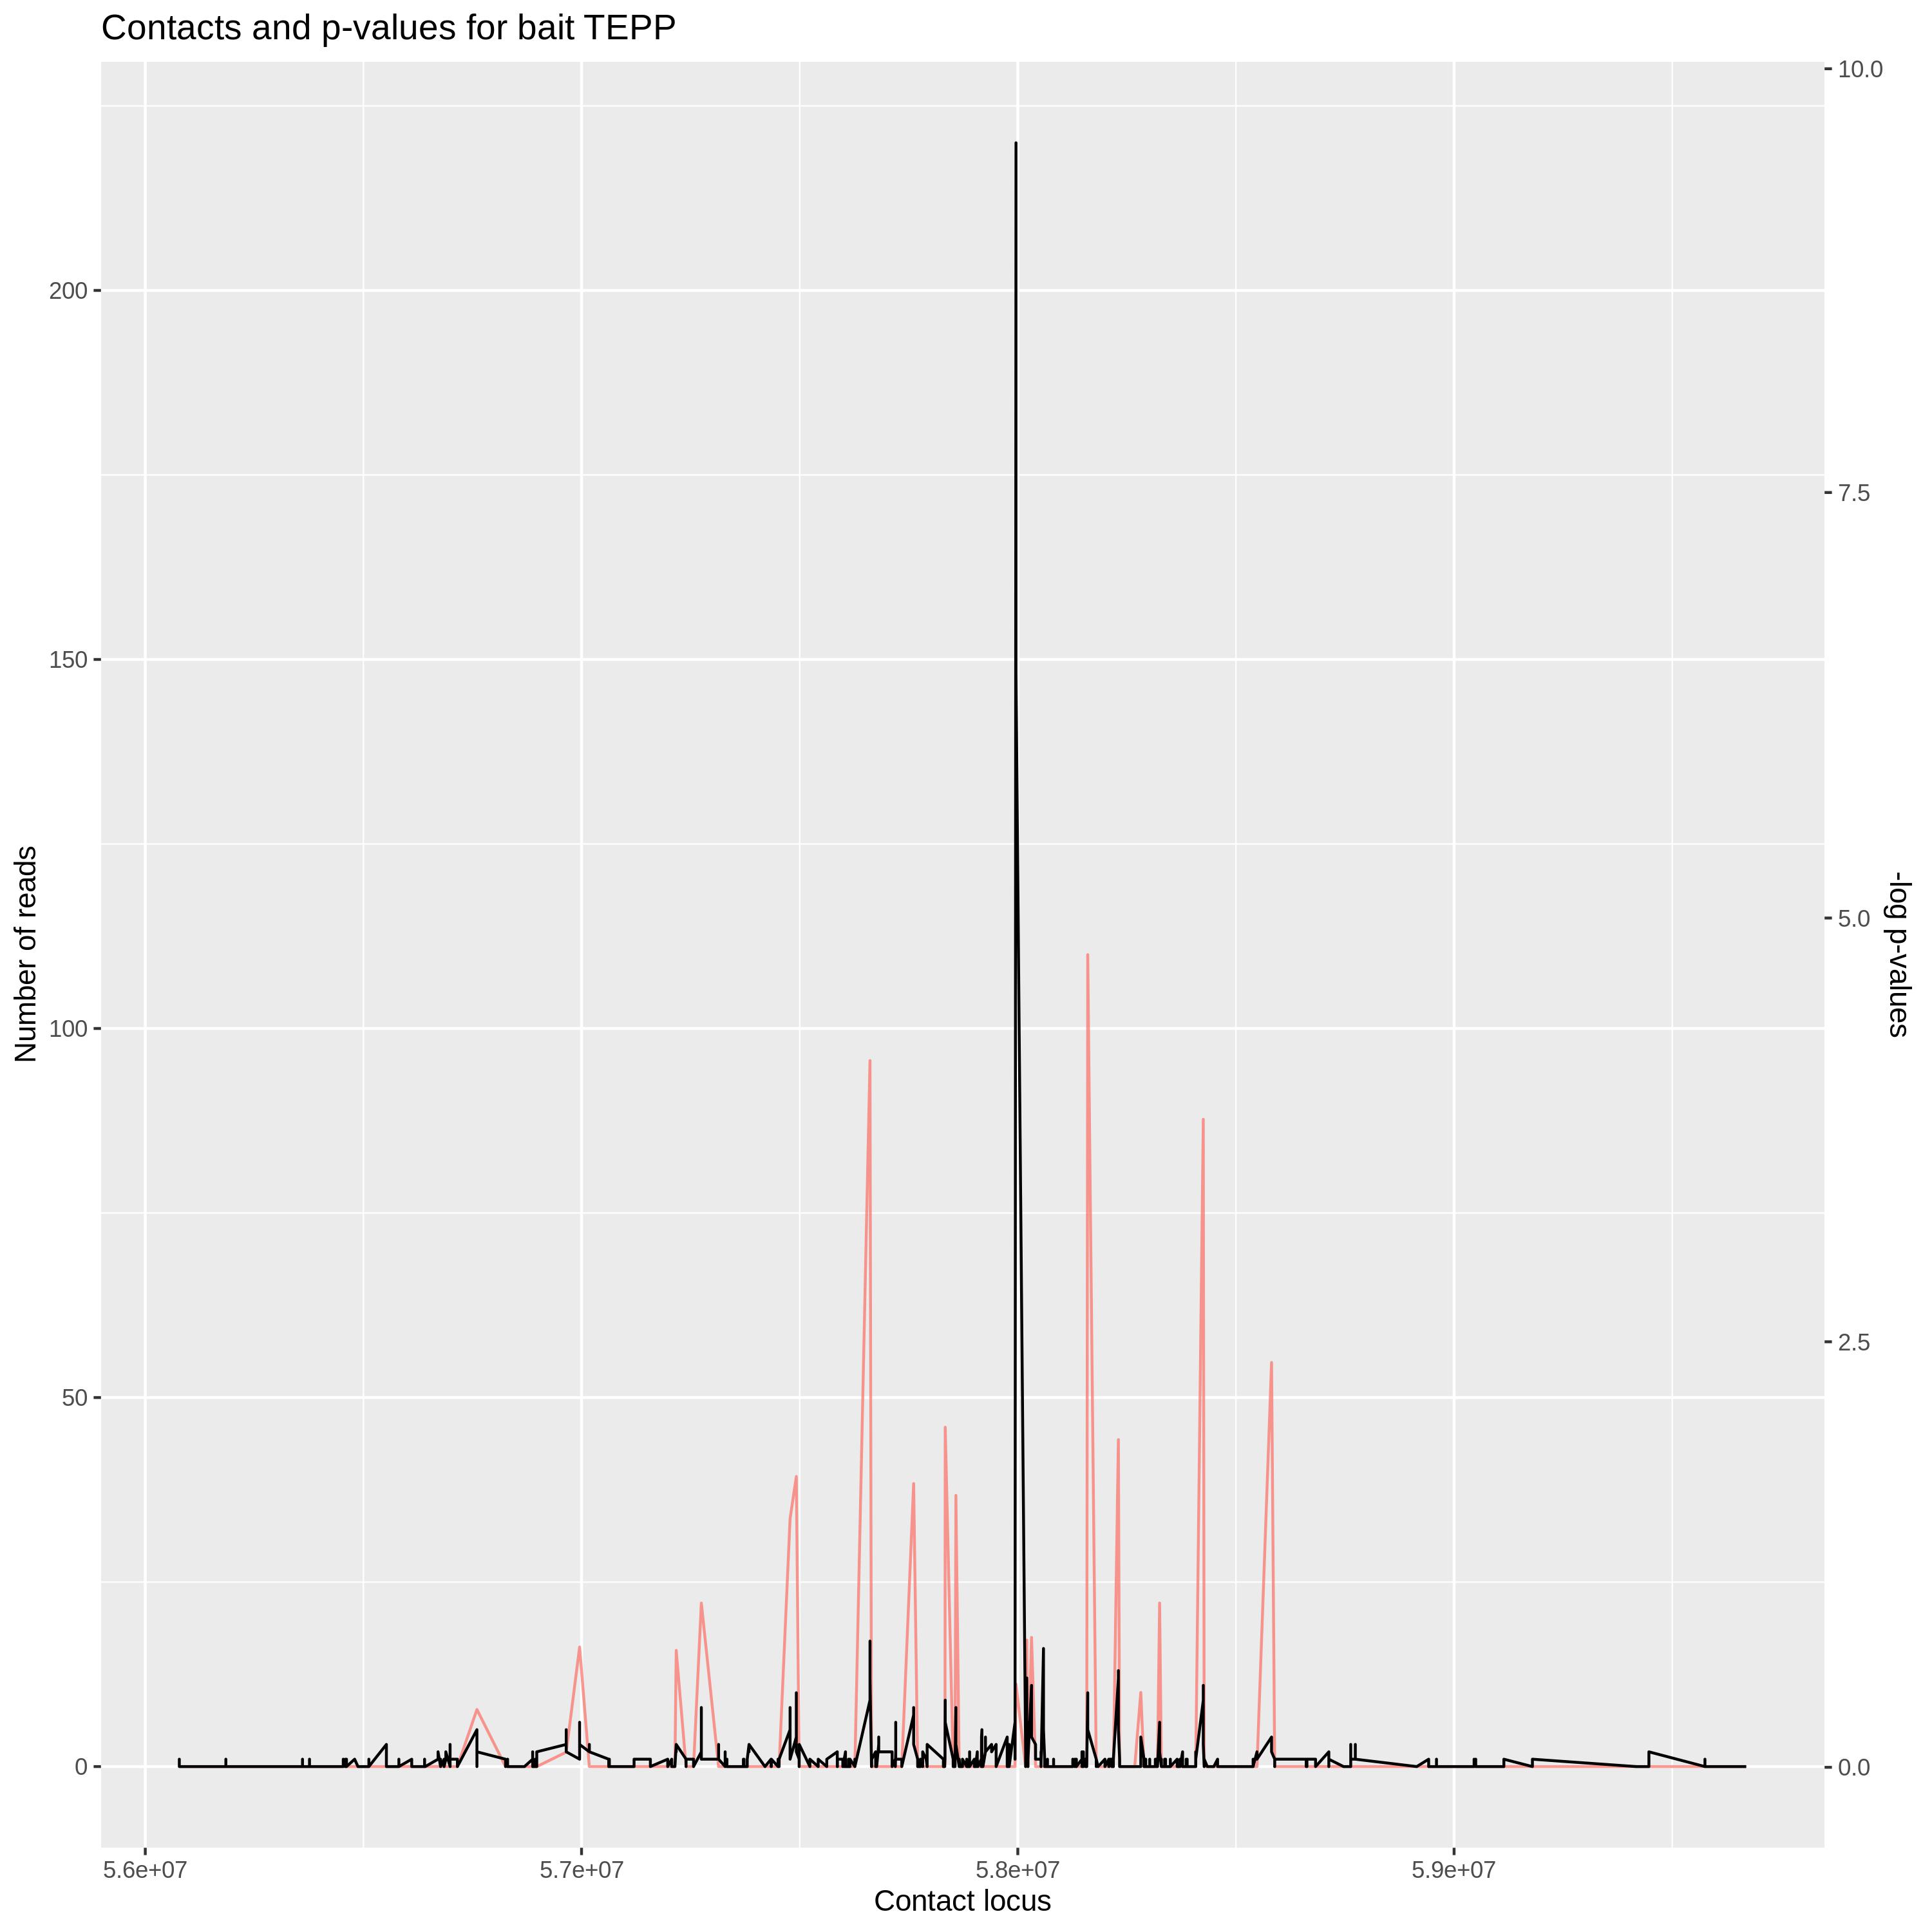 Contacts and p-values for bait TEPP
10.0
200
7.5
150
Number of reads
5.0
-log p-values
100
2.5
50
0
0.0
5.6e+07
5.7e+07
5.8e+07
5.9e+07
Contact locus